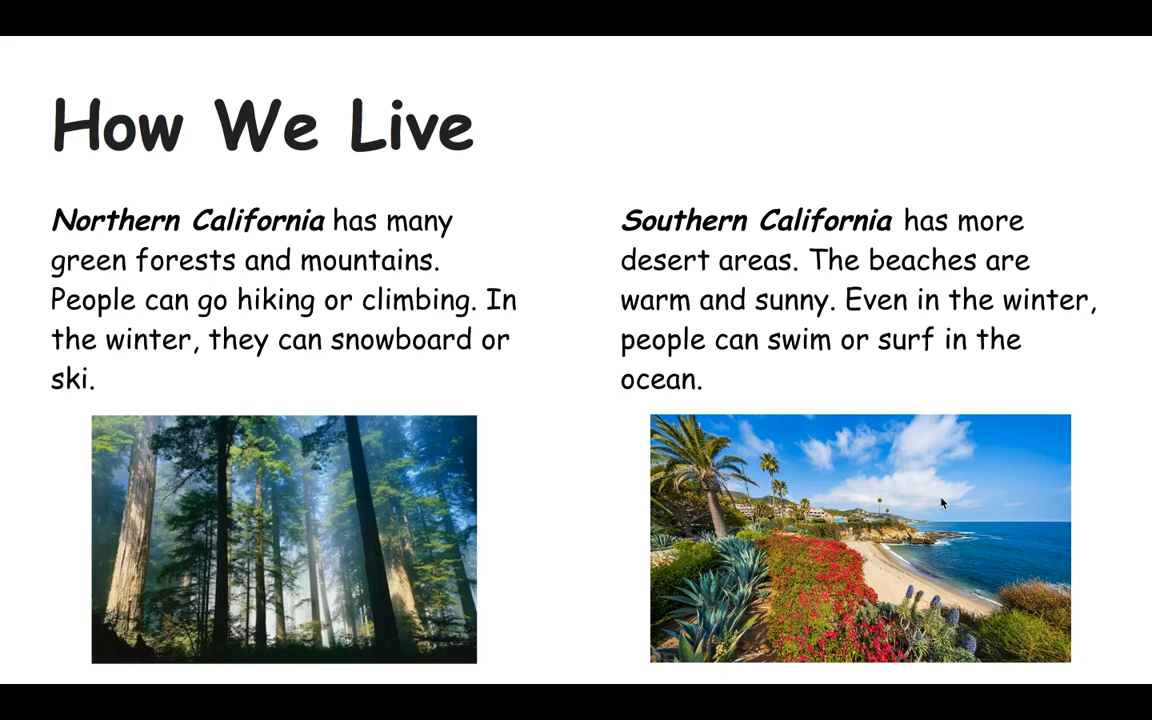 How We Live
Northern California has many
green forests and mountains.
People can go hiking or climbing. In
the winter, they can snowboard or
ski.
Southern California has more
desert areas. The beaches are
warm and sunny. Even in the winter,
people can swim or surf in the
ocean.